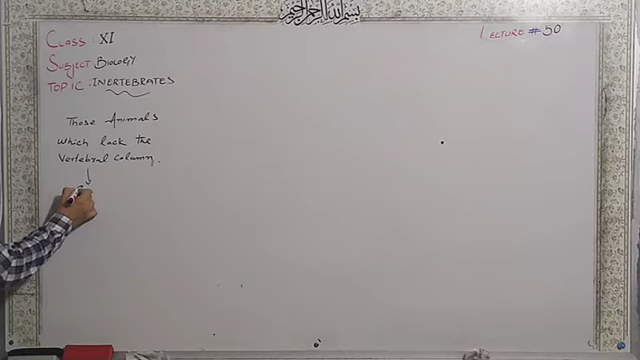 بسم الله الرحمن الرحيم
CLASS : XI
LECTURE # 50
SUBJECT BIOLOGY
TOPIC : INERTEBRATES
Those Animals
which lack the
Vertebral column.